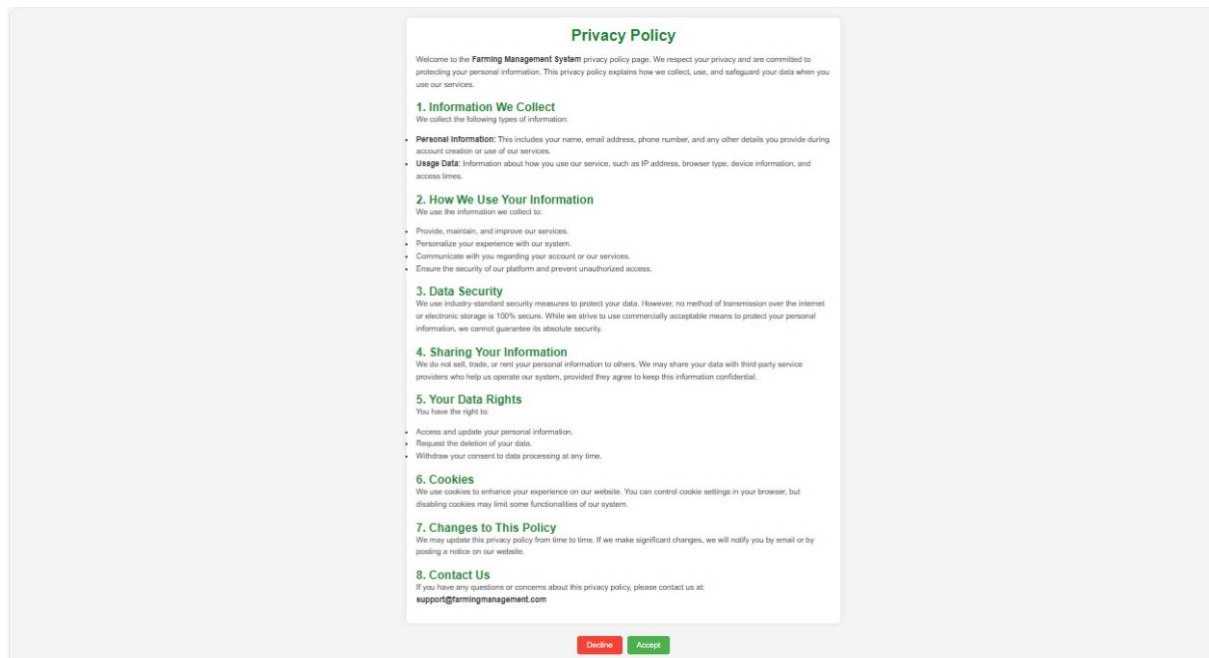 Privacy Policy
Welcome to the Farming Management System privacy policy page. We respect your privacy and are committed to
protecting your personal information. This privacy policy explains how we collect, use, and safeguard your data when you
use our services.
1. Information We Collect
We collect the following types of information:
• Personal Information: This includes your name, email address, phone number, and any other details you provide during
account creation or use of our services.
• Usage Data: Information about how you use our service, such as IP address, browser type, device information, and
access times.
2. How We Use Your Information
We use the information we collect to:
• Provide, maintain, and improve our services.
• Personalize your experience with our system.
• Communicate with you regarding your account or our services.
• Ensure the security of our platform and prevent unauthorized access.
3. Data Security
We use industry-standard security measures to protect your data. However, no method of transmission over the internet
or electronic storage is 100% secure. While we strive to use commercially acceptable means to protect your personal
information, we cannot guarantee its absolute security.
4. Sharing Your Information
We do not sell, trade, or rent your personal information to others. We may share your data with third-party service
providers who help us operate our system, provided they agree to keep this information confidential.
5. Your Data Rights
You have the right to:
• Access and update your personal information.
• Request the deletion of your data.
• Withdraw your consent to data processing at any time.
6. Cookies
We use cookies to enhance your experience on our website. You can control cookie settings in your browser, but
disabling cookies may limit some functionalities of our system.
7. Changes to This Policy
We may update this privacy policy from time to time. If we make significant changes, we will notify you by email or by
posting a notice on our website.
8. Contact Us
If you have any questions or concerns about this privacy policy, please contact us at:
support@farmingmanagement.com
Decline Accept